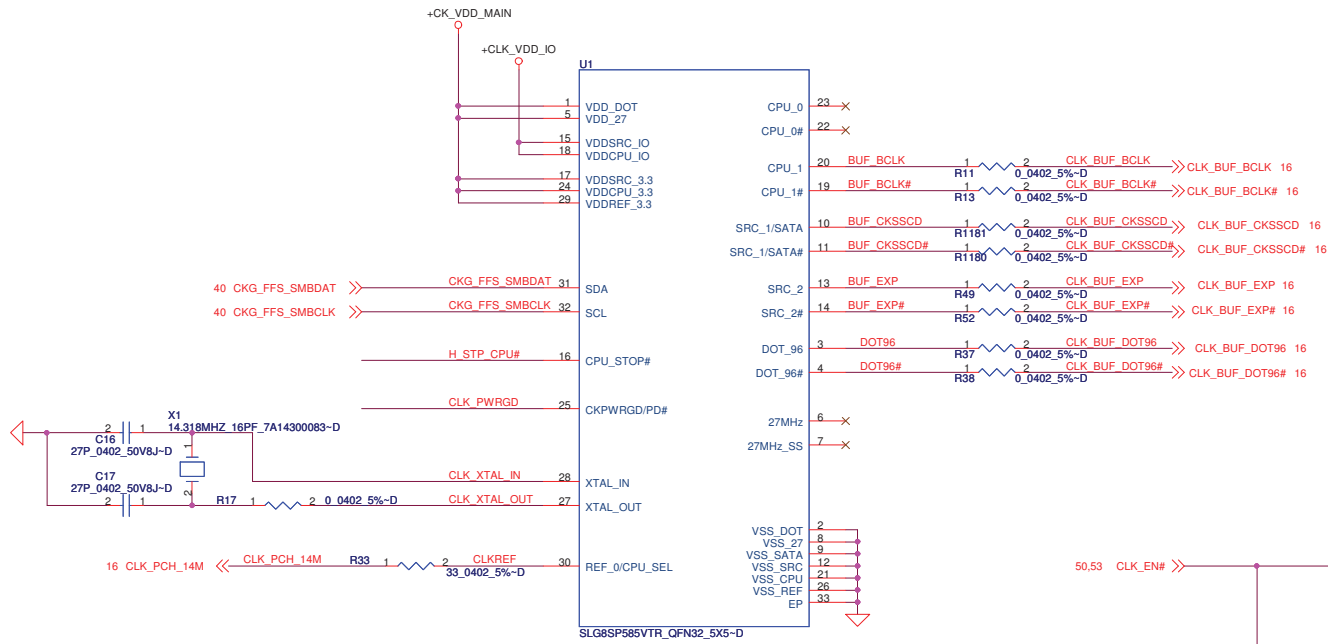 +CK_VDD_MAIN
+CLK_VDD_IO
U1
1 VDD_DOT
5 VDD_27
15 VDDSRC_IO
18 VDDCPU_IO
17 VDDSRC_3.3
24 VDDCPU_3.3
29 VDDREF_3.3
CPU_0 23
CPU_0# 22
CPU_1 20 BUF_BCLK 1 R11 2 0_0402_5%~D CLK_BUF_BCLK CLK_BUF_BCLK 16
CPU_1# 19 BUF_BCLK# 1 R13 2 0_0402_5%~D CLK_BUF_BCLK# CLK_BUF_BCLK# 16
SRC_1/SATA 10 BUF_CKSSCD 1 R1181 2 0_0402_5%~D CLK_BUF_CKSSCD CLK_BUF_CKSSCD 16
SRC_1/SATA# 11 BUF_CKSSCD# 1 R1180 2 0_0402_5%~D CLK_BUF_CKSSCD# CLK_BUF_CKSSCD# 16
40 CKG_FFS_SMBDAT CKG_FFS_SMBDAT 31 SDA
SRC_2 13 BUF_EXP 1 R49 2 0_0402_5%~D CLK_BUF_EXP CLK_BUF_EXP 16
40 CKG_FFS_SMBCLK CKG_FFS_SMBCLK 32 SCL
SRC_2# 14 BUF_EXP# 1 R52 2 0_0402_5%~D CLK_BUF_EXP# CLK_BUF_EXP# 16
H_STP_CPU# 16 CPU_STOP#
DOT_96 3 DOT96 1 R37 2 0_0402_5%~D CLK_BUF_DOT96 CLK_BUF_DOT96 16
DOT_96# 4 DOT96# 1 R38 2 0_0402_5%~D CLK_BUF_DOT96# CLK_BUF_DOT96# 16
CLK_PWRGD 25 CKPWRGD/PD#
27MHz 6
27MHz_SS 7
X1
14.318MHZ_16PF_7A14300083~D
2 1
C16
27P_0402_50V8J~D
1
2
C17
27P_0402_50V8J~D
2 1
CLK_XTAL_IN 28 XTAL_IN
R17 1 2 0_0402_5%~D CLK_XTAL_OUT 27 XTAL_OUT
VSS_DOT 2
VSS_27 8
VSS_SATA 9
VSS_SRC 12
VSS_CPU 21
VSS_REF 26
EP 33
16 CLK_PCH_14M CLK_PCH_14M R33 1 2 33_0402_5%~D CLKREF 30 REF_0/CPU_SEL
50,53 CLK_EN#
SLG8SP585VTR_QFN32_5X5~D